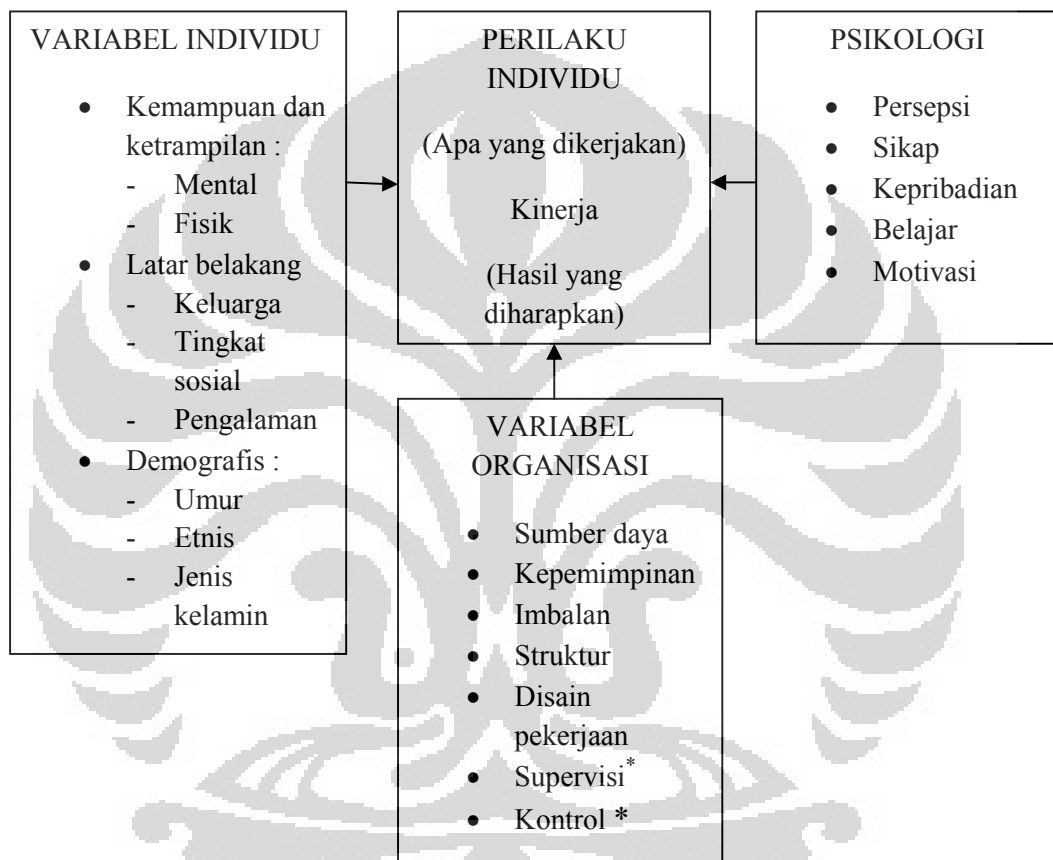 VARIABEL INDIVIDU
• Kemampuan dan
ketrampilan :
- Mental
- Fisik
• Latar belakang
- Keluarga
- Tingkat
sosial
- Pengalaman
• Demografis :
- Umur
- Etnis
- Jenis
kelamin
PERILAKU
INDIVIDU
(Apa yang dikerjakan)
Kinerja
(Hasil yang
diharapkan)
PSIKOLOGI
• Persepsi
• Sikap
• Kepribadian
• Belajar
• Motivasi
VARIABEL
ORGANISASI
• Sumber daya
• Kepemimpinan
• Imbalan
• Struktur
• Disain
pekerjaan
• Supervisi*
• Kontrol *